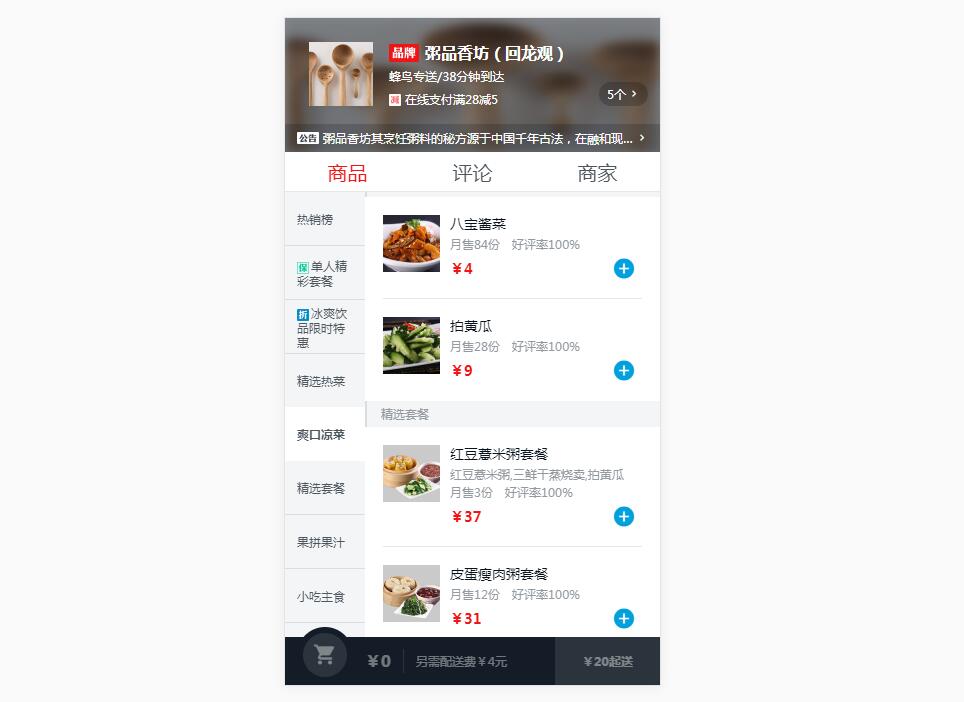 品牌 粥品香坊（回龙观）
蜂鸟专送/38分钟到达
减 在线支付满28减5
5个 >
公告 粥品香坊其烹饪粥料的秘方源于中国千年古法，在融和现... >
商品 评论 商家
热销榜
保 单人精
彩套餐
折 冰爽饮
品限时特
惠
精选热菜
爽口凉菜
精选套餐
果拼果汁
小吃主食
八宝酱菜
月售84份 好评率100%
￥4
拍黄瓜
月售28份 好评率100%
￥9
精选套餐
红豆薏米粥套餐
红豆薏米粥,三鲜干蒸烧卖,拍黄瓜
月售3份 好评率100%
￥37
皮蛋瘦肉粥套餐
月售12份 好评率100%
￥31
￥0 另需配送费￥4元 ￥20起送